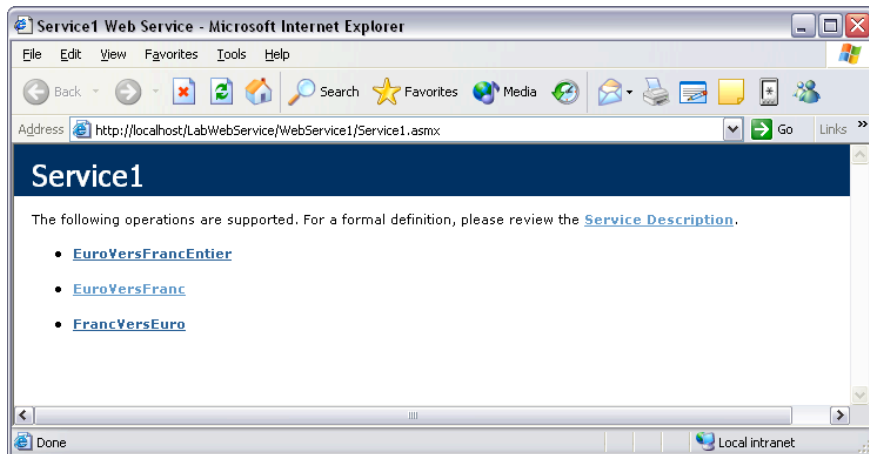 Service1 Web Service - Microsoft Internet Explorer
File Edit View Favorites Tools Help
Back Search Favorites Media
Address http://localhost/LabWebService/WebService1/Service1.asmx Go Links »
Service1
The following operations are supported. For a formal definition, please review the Service Description.
• EuroVersFrancEntier
• EuroVersFranc
• FrancVersEuro
Done Local intranet